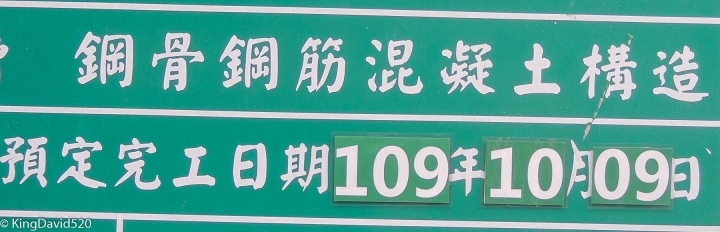 鋼骨鋼筋混凝土構造
預定完工日期109年10月09日
© KingDavid520